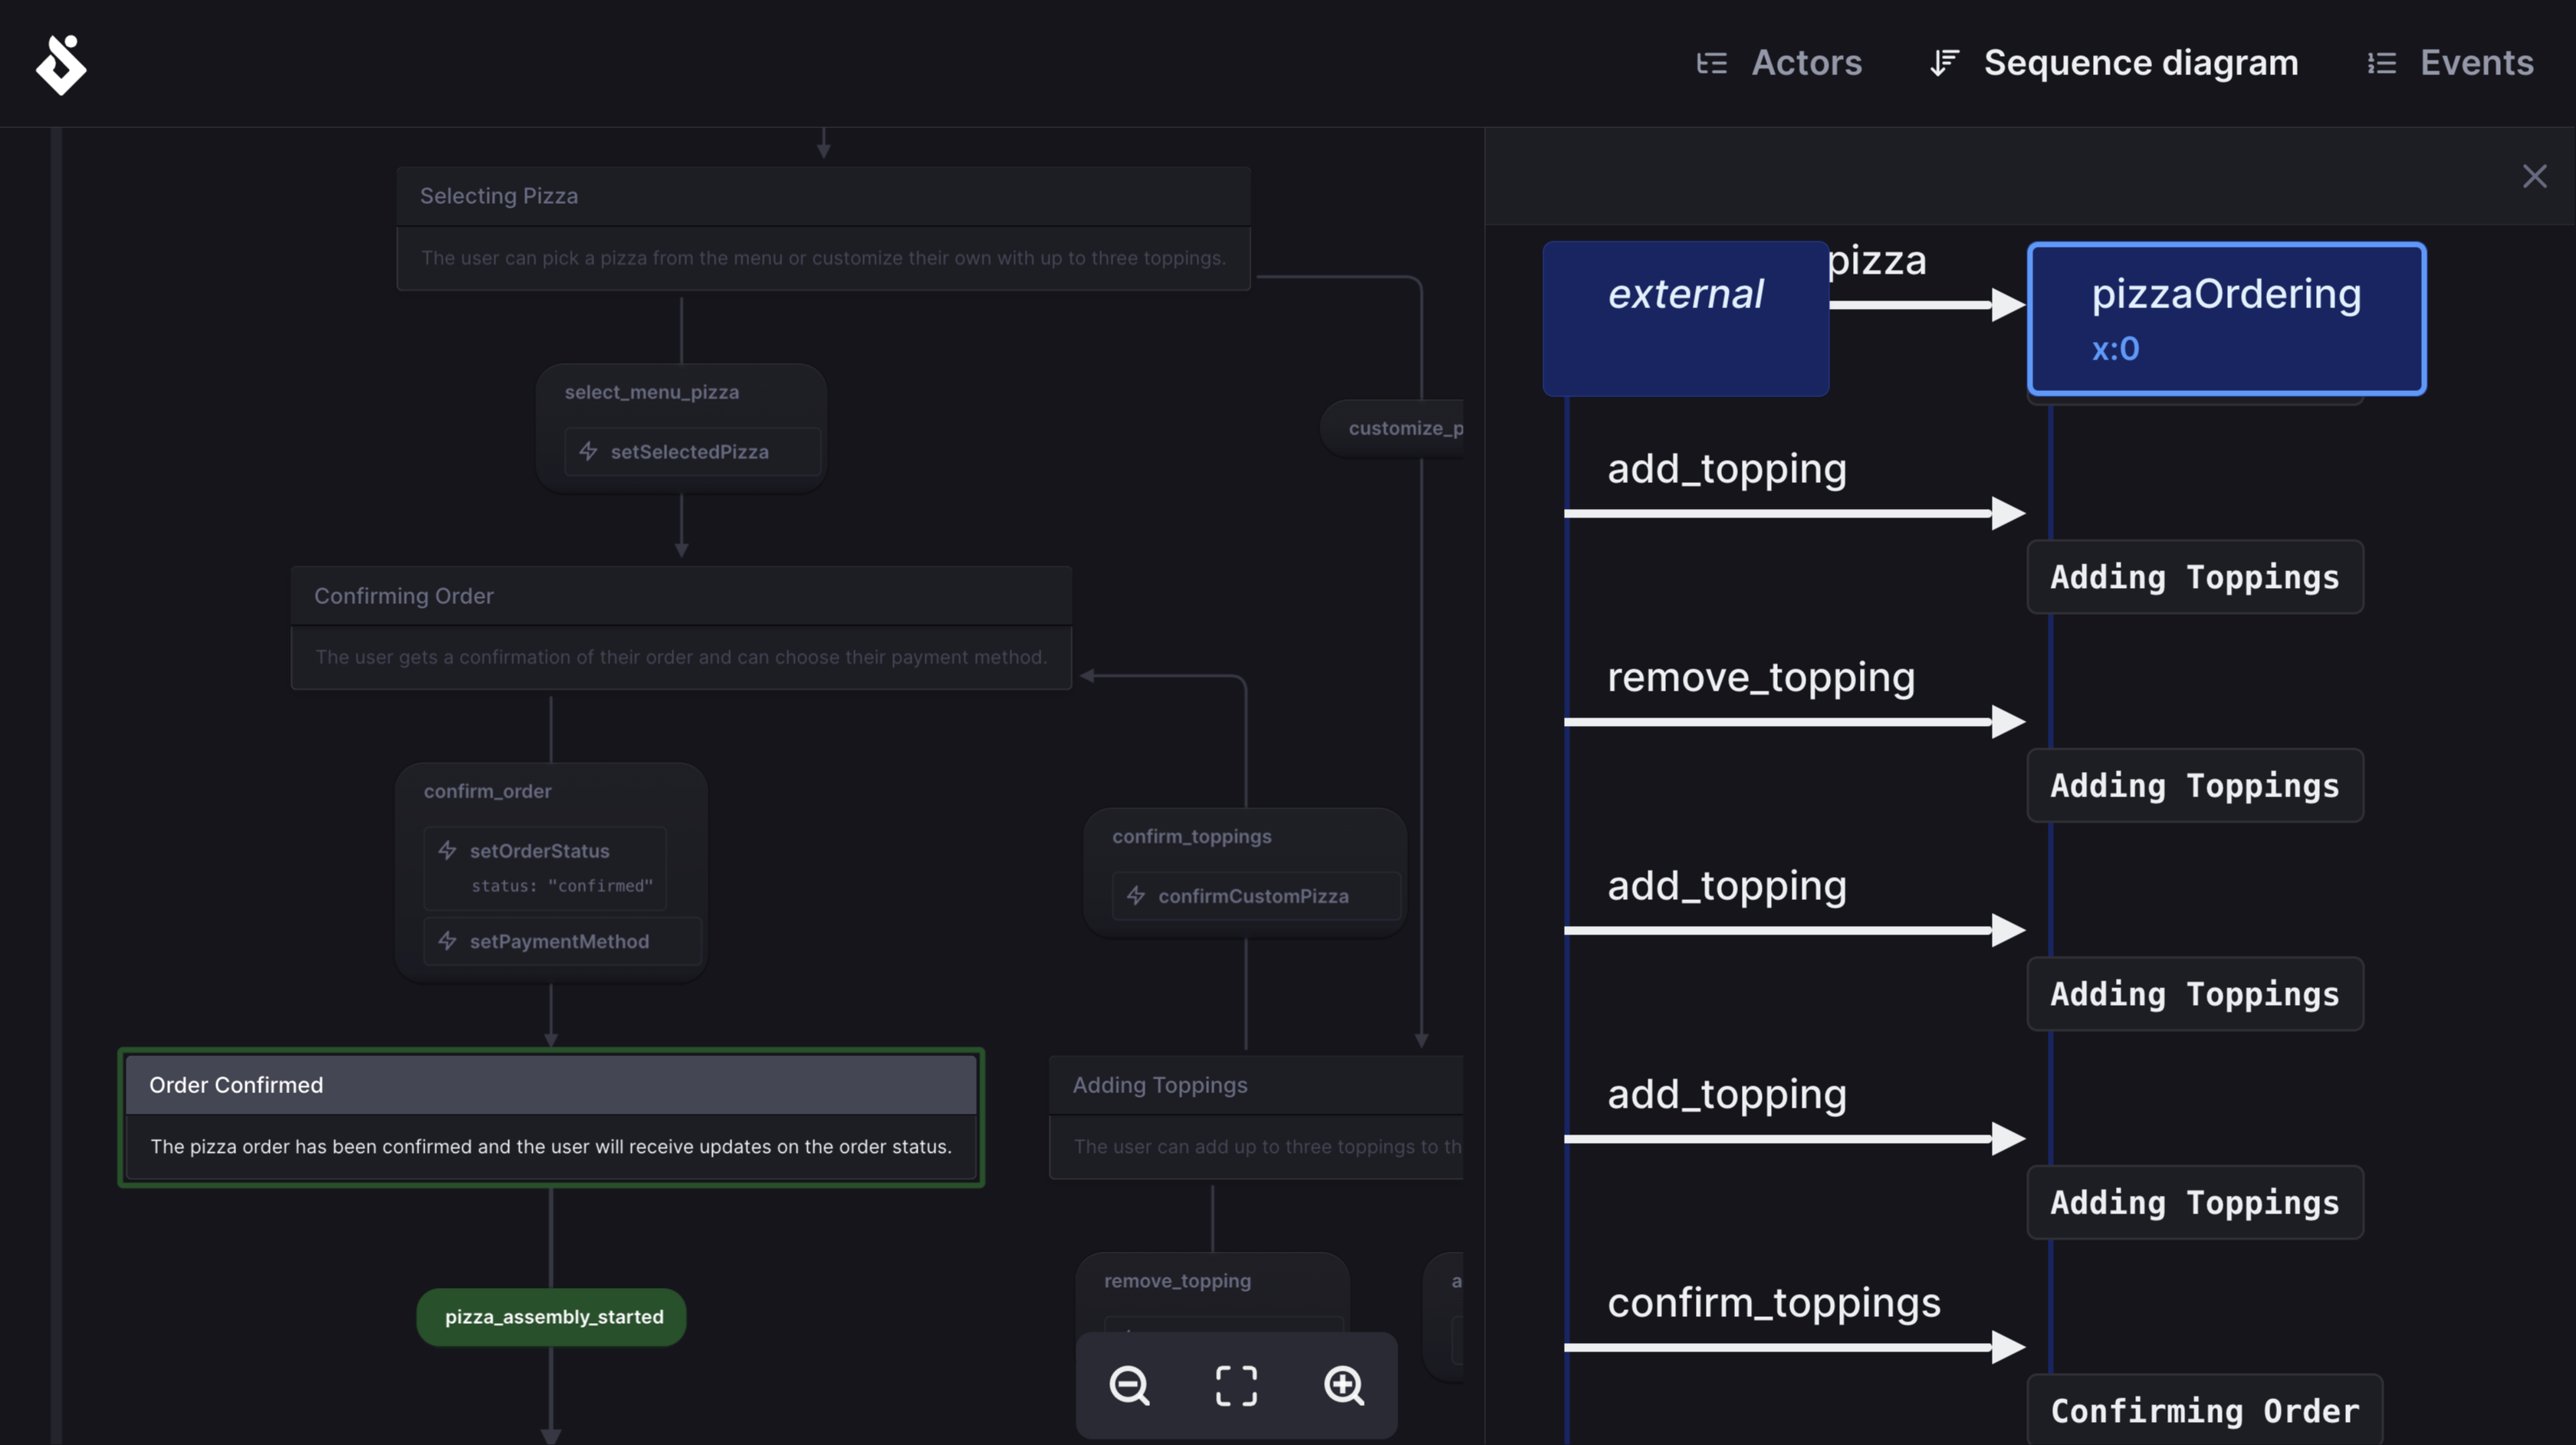 Actors
Sequence diagram
Events
Selecting Pizza
The user can pick a pizza from the menu or customize their own with up to three toppings.
select_menu_pizza
setSelectedPizza
customize_p
Confirming Order
The user gets a confirmation of their order and can choose their payment method.
confirm_order
setOrderStatus
status: "confirmed"
setPaymentMethod
confirm_toppings
confirmCustomPizza
Order Confirmed
The pizza order has been confirmed and the user will receive updates on the order status.
Adding Toppings
The user can add up to three toppings to th
pizza_assembly_started
remove_topping
a
external
pizza
pizzaOrdering
x:0
add_topping
Adding Toppings
remove_topping
Adding Toppings
add_topping
Adding Toppings
add_topping
Adding Toppings
confirm_toppings
Confirming Order